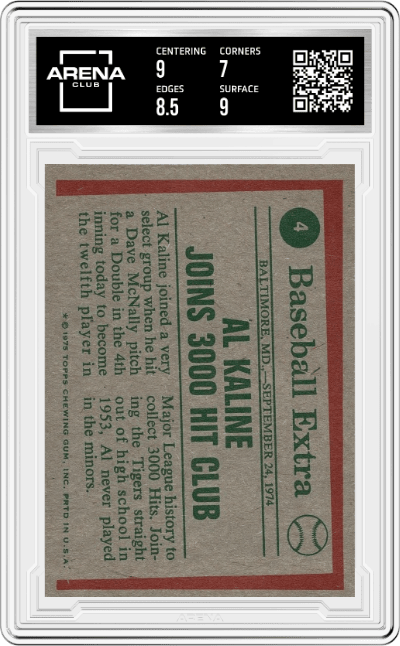 ARENA
CLUB
CENTERING
9
CORNERS
7
EDGES
8.5
SURFACE
9
4
Baseball Extra
BALTIMORE, MD.,—SEPTEMBER 24, 1974
AL KALINE
JOINS 3000 HIT CLUB
Al Kaline joined a very
select group when he hit
a Dave McNally pitch
for a Double in the 4th
inning today to become
the twelfth player in
Major League history to
collect 3000 Hits. Join-
ing the Tigers straight
out of high school in
1953, Al never played
in the minors.
* © 1975 TOPPS CHEWING GUM, INC. PRTD IN U.S.A.
ARENA